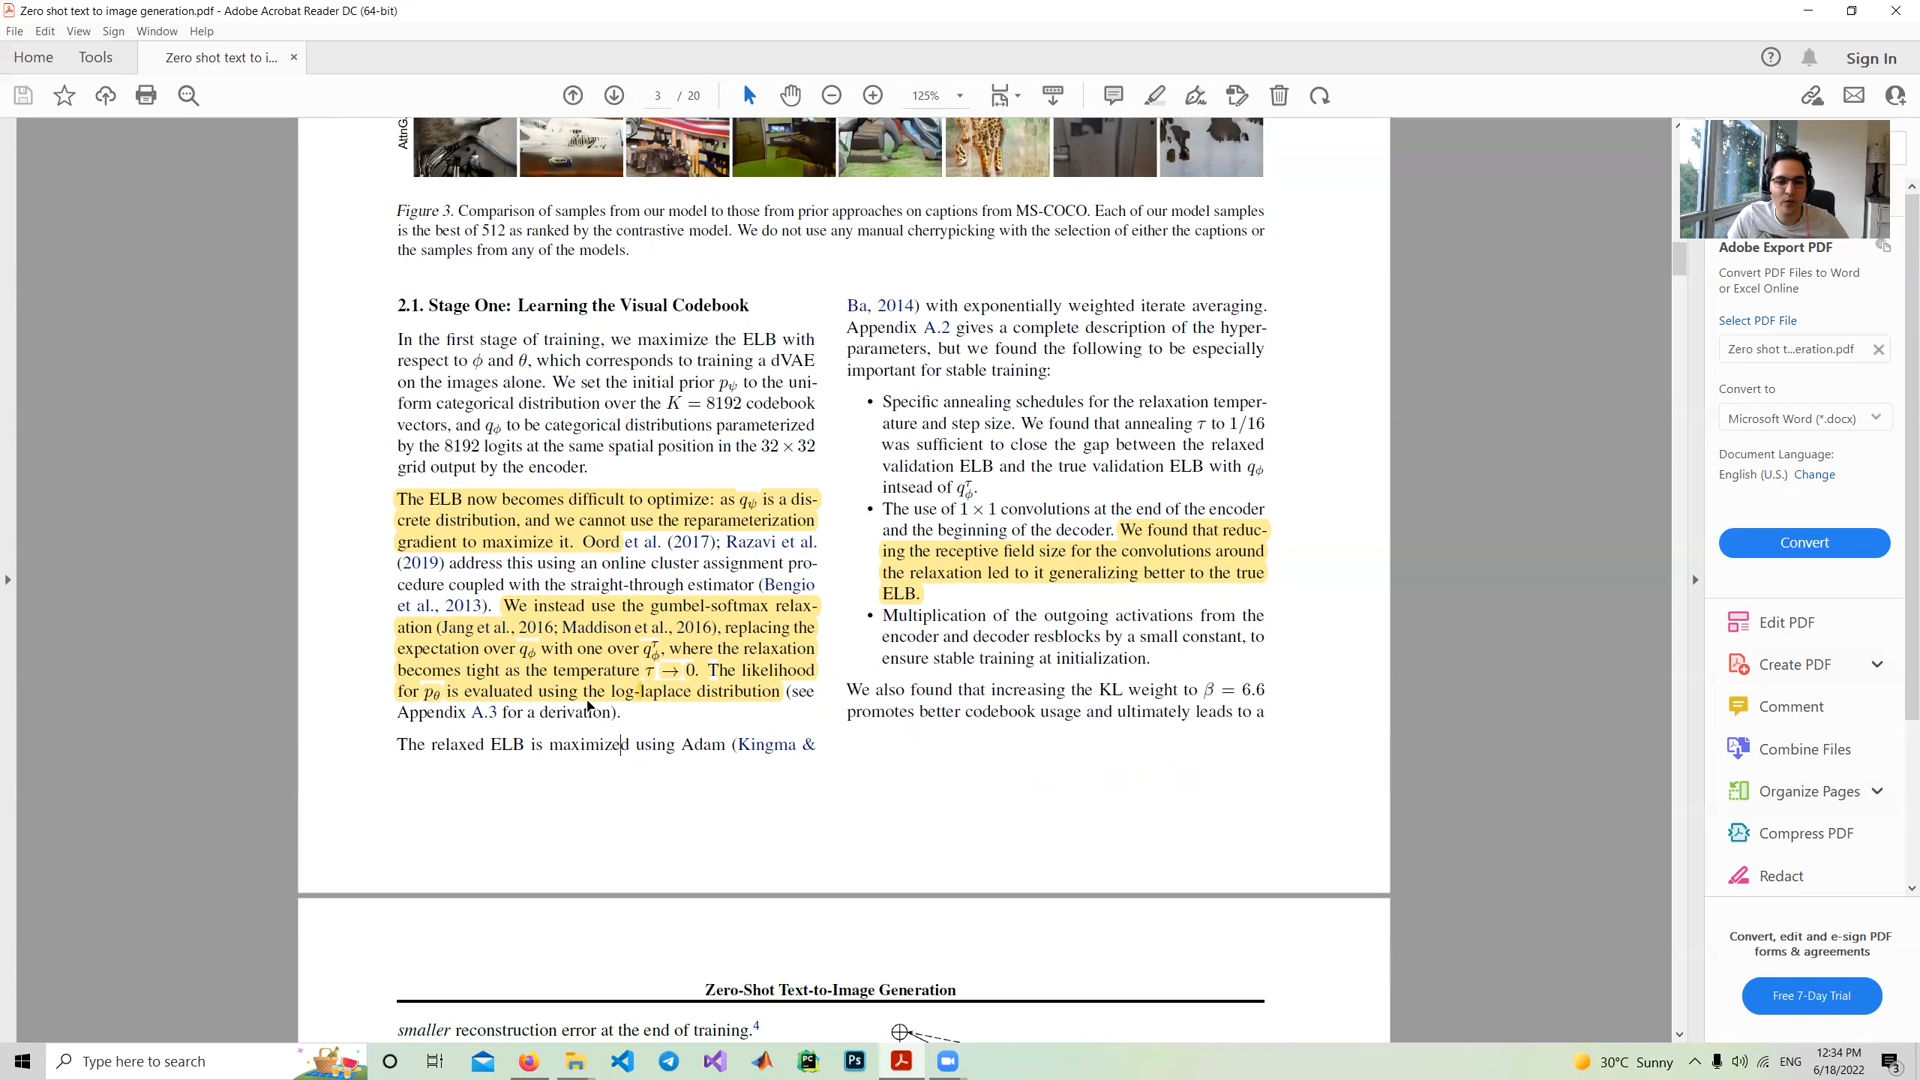 Zero shot text to image generation.pdf - Adobe Acrobat Reader DC (64-bit)
File Edit View Sign Window Help
Home Tools Zero shot text to i... × Sign In
3 / 20 125%
AttnG
Figure 3. Comparison of samples from our model to those from prior approaches on captions from MS-COCO. Each of our model samples
is the best of 512 as ranked by the contrastive model. We do not use any manual cherrypicking with the selection of either the captions or
the samples from any of the models.
2.1. Stage One: Learning the Visual Codebook
In the first stage of training, we maximize the ELB with
respect to ϕ and θ, which corresponds to training a dVAE
on the images alone. We set the initial prior pψ to the uni-
form categorical distribution over the K = 8192 codebook
vectors, and qϕ to be categorical distributions parameterized
by the 8192 logits at the same spatial position in the 32 × 32
grid output by the encoder.
The ELB now becomes difficult to optimize: as qψ is a dis-
crete distribution, and we cannot use the reparameterization
gradient to maximize it. Oord et al. (2017); Razavi et al.
(2019) address this using an online cluster assignment pro-
cedure coupled with the straight-through estimator (Bengio
et al., 2013). We instead use the gumbel-softmax relax-
ation (Jang et al., 2016; Maddison et al., 2016), replacing the
expectation over qϕ with one over qϕ^τ, where the relaxation
becomes tight as the temperature τ → 0. The likelihood
for pθ is evaluated using the log-laplace distribution (see
Appendix A.3 for a derivation).
The relaxed ELB is maximized using Adam (Kingma &
Ba, 2014) with exponentially weighted iterate averaging.
Appendix A.2 gives a complete description of the hyper-
parameters, but we found the following to be especially
important for stable training:
• Specific annealing schedules for the relaxation temper-
ature and step size. We found that annealing τ to 1/16
was sufficient to close the gap between the relaxed
validation ELB and the true validation ELB with qϕ
intsead of qϕ^τ.
• The use of 1 × 1 convolutions at the end of the encoder
and the beginning of the decoder. We found that reduc-
ing the receptive field size for the convolutions around
the relaxation led to it generalizing better to the true
ELB.
• Multiplication of the outgoing activations from the
encoder and decoder resblocks by a small constant, to
ensure stable training at initialization.
We also found that increasing the KL weight to β = 6.6
promotes better codebook usage and ultimately leads to a
Zero-Shot Text-to-Image Generation
smaller reconstruction error at the end of training.4
Adobe Export PDF
Convert PDF Files to Word
or Excel Online
Select PDF File
Zero shot t...eration.pdf
Convert to
Microsoft Word (*.docx)
Document Language:
English (U.S.) Change
Convert
Edit PDF
Create PDF
Comment
Combine Files
Organize Pages
Compress PDF
Redact
Convert, edit and e-sign PDF
forms & agreements
Free 7-Day Trial
Type here to search
PC
Ps
30°C Sunny
ENG
12:34 PM
6/18/2022
3